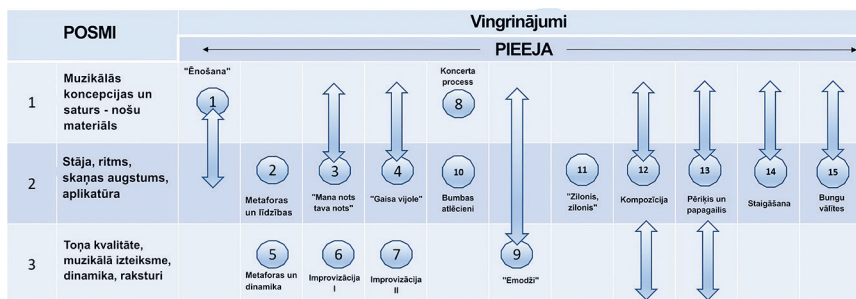 POSMI
Vingrinājumi
PIEEJA
1
Muzikālās
koncepcijas un
saturs - nošu
materiāls
"Ēnošana"
1
Koncerta
process
8
2
Stāja, ritms,
skaņas augstums,
aplikatūra
2
Metaforas
un līdzības
3
"Mana nots
tava nots"
4
"Gaisa vijole"
10
Bumbas
atlēcieni
11
"Zilonis,
zilonis"
12
Kompozīcija
13
Pēriķis un
papagailis
14
Staigāšana
15
Bungu
vālītes
3
Toņa kvalitāte,
muzikālā izteiksme,
dinamika, raksturi
5
Metaforas un
dinamika
6
Improvizācija
I
7
Improvizācija
II
9
"Emodži"